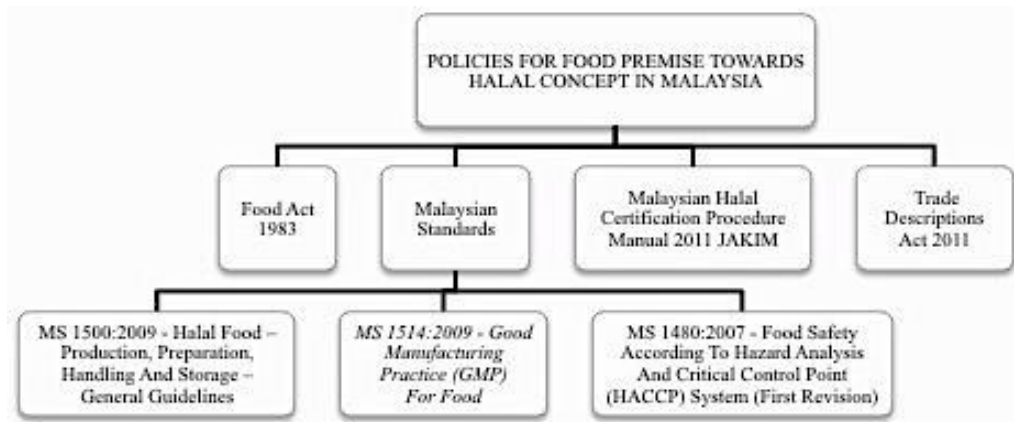 POLICIES FOR FOOD PREMISE TOWARDS
HALAL CONCEPT IN MALAYSIA
Food Act
1983
Malaysian
Standards
Malaysian Halal
Certification Procedure
Manual 2011 JAKIM
Trade
Descriptions
Act 2011
MS 1500:2009 - Halal Food –
Production, Preparation,
Handling And Storage –
General Guidelines
MS 1514:2009 - Good
Manufacturing
Practice (GMP)
For Food
MS 1480:2007 - Food Safety
According To Hazard Analysis
And Critical Control Point
(HACCP) System (First Revision)